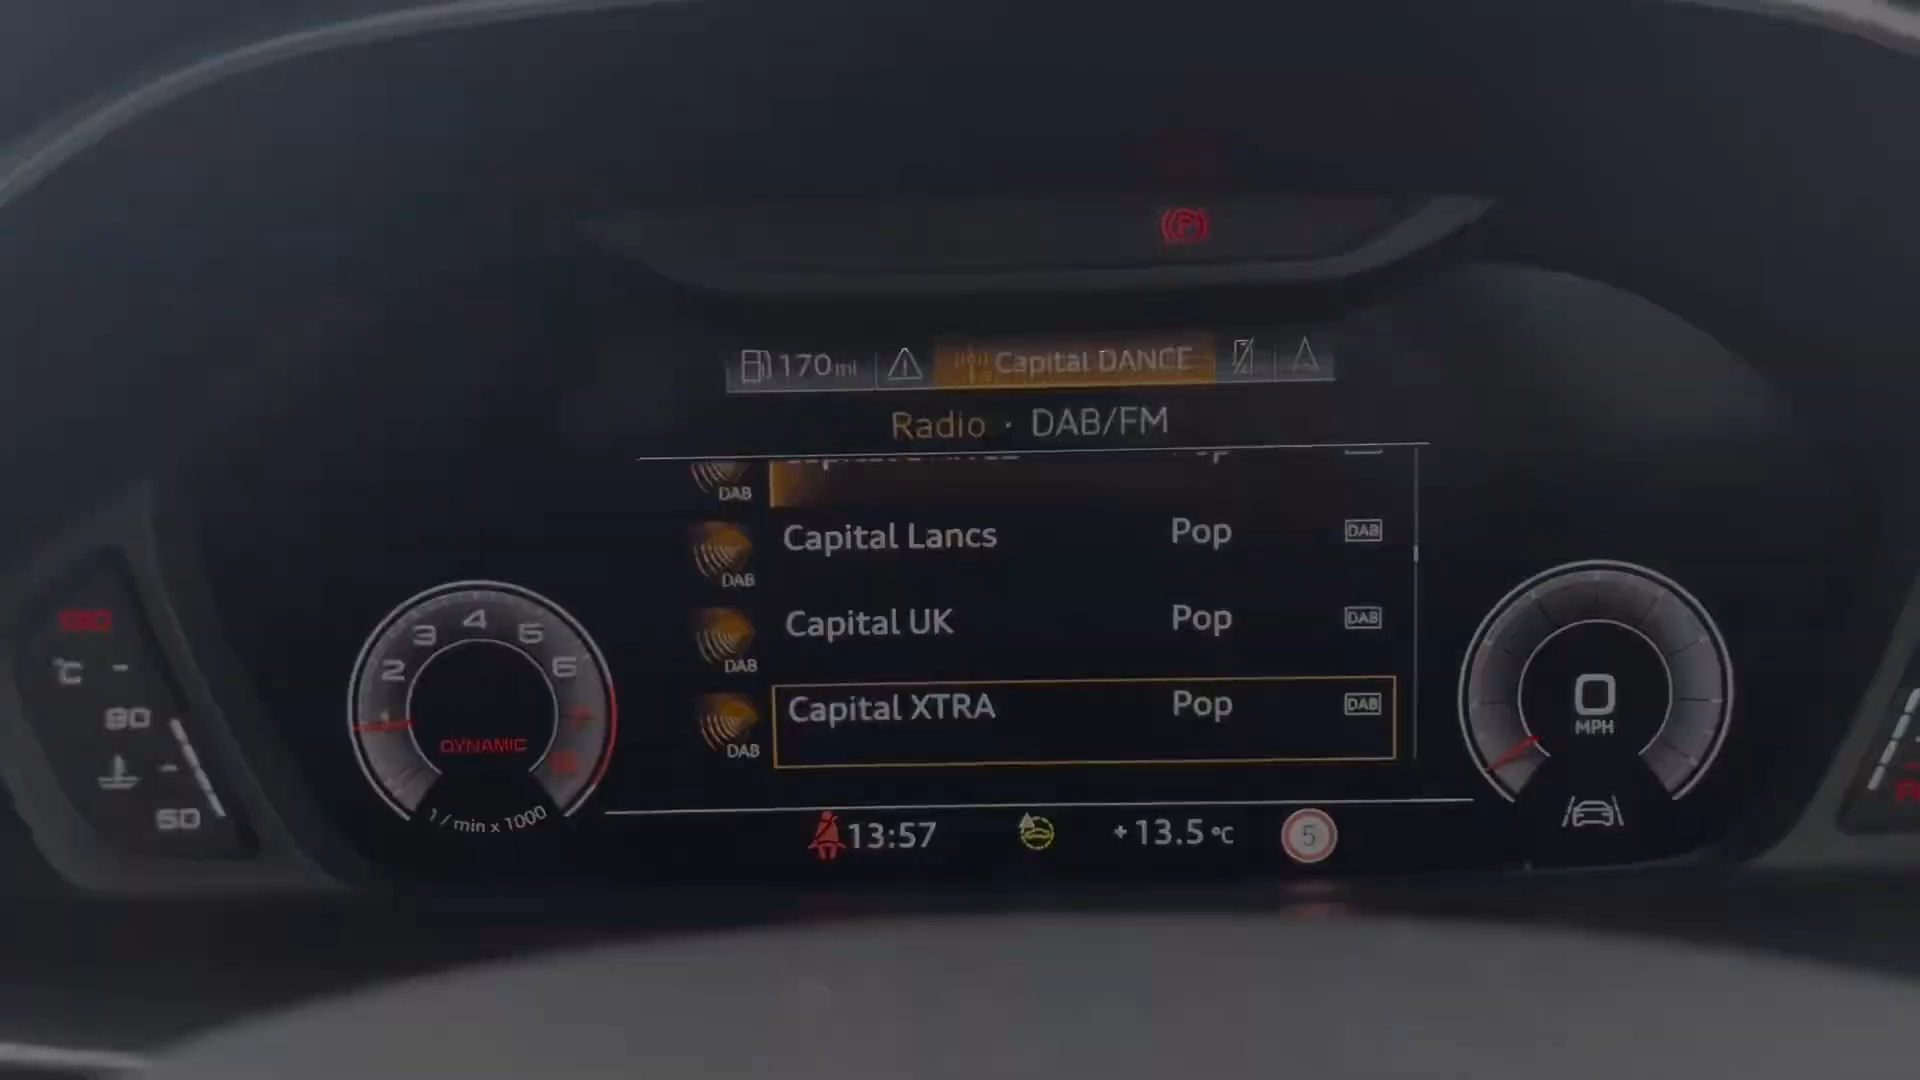 170 mi Capital DANCE
Radio · DAB/FM
DAB
Capital Lancs Pop DAB
DAB
Capital UK Pop DAB
DAB
Capital XTRA Pop DAB
DAB
1 2 3 4 5 6 7
DYNAMIC
1/min x 1000
0
MPH
°C
90
50
13:57 +13.5 °C 5